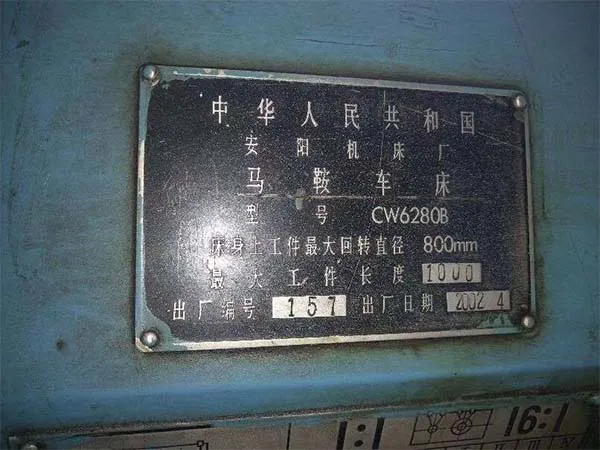 中华人民共和国
安阳机床厂
马鞍车床
型号 CW6280B
床身上工件最大回转直径 800mm
最大工件长度 1000
出厂编号 157 出厂日期 2002 4
1:1 16:1